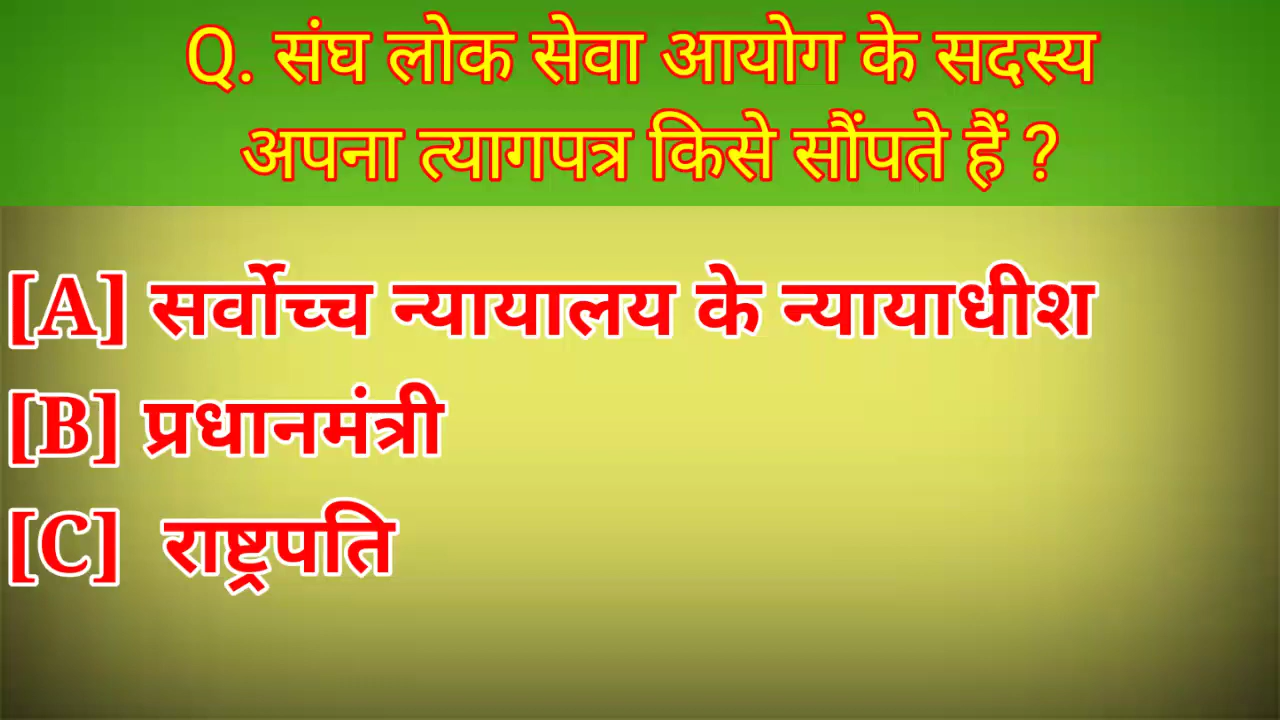 Q. संघ लोक सेवा आयोग के सदस्य
अपना त्यागपत्र किसे सौंपते हैं ?
[A] सर्वोच्च न्यायालय के न्यायाधीश
[B] प्रधानमंत्री
[C] राष्ट्रपति